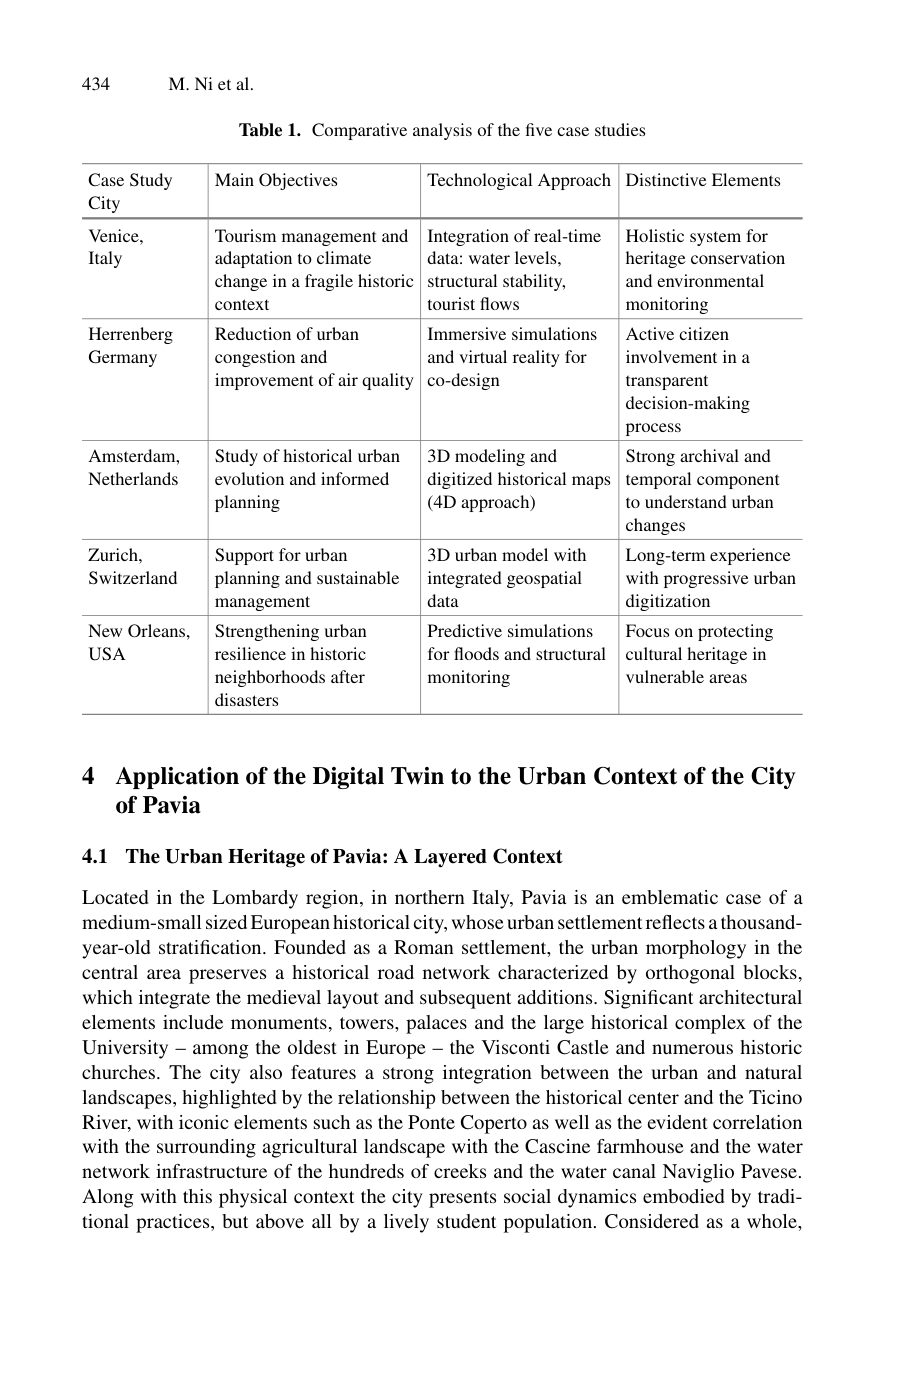 434 M. Ni et al.
Table 1. Comparative analysis of the five case studies
Case Study
City
Main Objectives
Technological Approach
Distinctive Elements
Venice,
Italy
Tourism management and
adaptation to climate
change in a fragile historic
context
Integration of real-time
data: water levels,
structural stability,
tourist flows
Holistic system for
heritage conservation
and environmental
monitoring
Herrenberg
Germany
Reduction of urban
congestion and
improvement of air quality
Immersive simulations
and virtual reality for
co-design
Active citizen
involvement in a
transparent
decision-making
process
Amsterdam,
Netherlands
Study of historical urban
evolution and informed
planning
3D modeling and
digitized historical maps
(4D approach)
Strong archival and
temporal component
to understand urban
changes
Zurich,
Switzerland
Support for urban
planning and sustainable
management
3D urban model with
integrated geospatial
data
Long-term experience
with progressive urban
digitization
New Orleans,
USA
Strengthening urban
resilience in historic
neighborhoods after
disasters
Predictive simulations
for floods and structural
monitoring
Focus on protecting
cultural heritage in
vulnerable areas
4 Application of the Digital Twin to the Urban Context of the City
of Pavia
4.1 The Urban Heritage of Pavia: A Layered Context
Located in the Lombardy region, in northern Italy, Pavia is an emblematic case of a
medium-small sized European historical city, whose urban settlement reflects a thousand-
year-old stratification. Founded as a Roman settlement, the urban morphology in the
central area preserves a historical road network characterized by orthogonal blocks,
which integrate the medieval layout and subsequent additions. Significant architectural
elements include monuments, towers, palaces and the large historical complex of the
University – among the oldest in Europe – the Visconti Castle and numerous historic
churches. The city also features a strong integration between the urban and natural
landscapes, highlighted by the relationship between the historical center and the Ticino
River, with iconic elements such as the Ponte Coperto as well as the evident correlation
with the surrounding agricultural landscape with the Cascine farmhouse and the water
network infrastructure of the hundreds of creeks and the water canal Naviglio Pavese.
Along with this physical context the city presents social dynamics embodied by tradi-
tional practices, but above all by a lively student population. Considered as a whole,